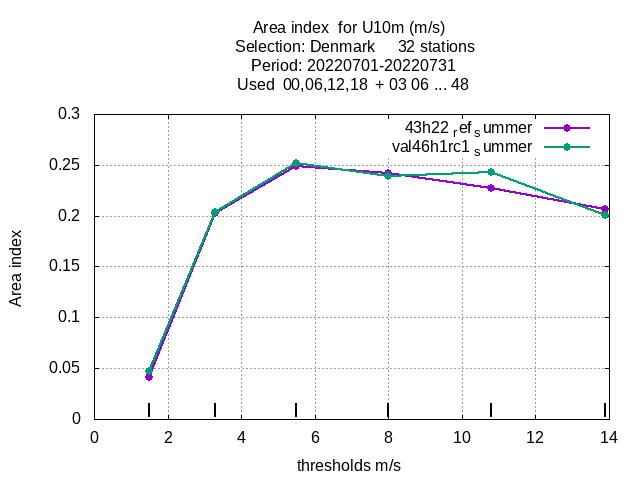 Area index  for U10m (m/s)
Selection: Denmark     32 stations
Period: 20220701-20220731
Used  00,06,12,18  + 03 06 ... 48
43h22 ref summer
val46h1rc1 summer
0.3
0.25
0.2
0.15
0.1
0.05
0
Area index
0 2 4 6 8 10 12 14
thresholds m/s